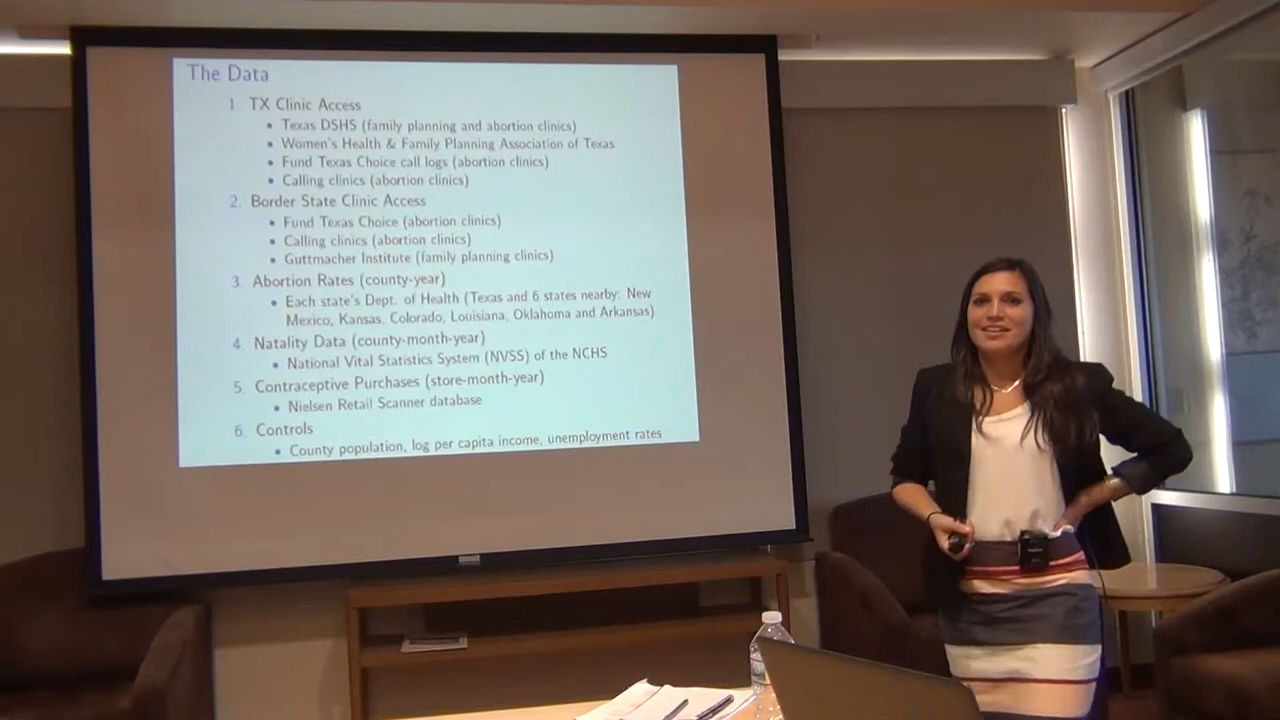 The Data
1 TX Clinic Access
• Texas DSHS (family planning and abortion clinics)
• Women's Health & Family Planning Association of Texas
• Fund Texas Choice call logs (abortion clinics)
• Calling clinics (abortion clinics)
2. Border State Clinic Access
• Fund Texas Choice (abortion clinics)
• Calling clinics (abortion clinics)
• Guttmacher Institute (family planning clinics)
3. Abortion Rates (county-year)
• Each state's Dept. of Health (Texas and 6 states nearby: New
Mexico, Kansas, Colorado, Louisiana, Oklahoma and Arkansas)
4. Natality Data (county-month-year)
• National Vital Statistics System (NVSS) of the NCHS
5. Contraceptive Purchases (store-month-year)
• Nielsen Retail Scanner database
6. Controls
• County population, log per capita income, unemployment rates